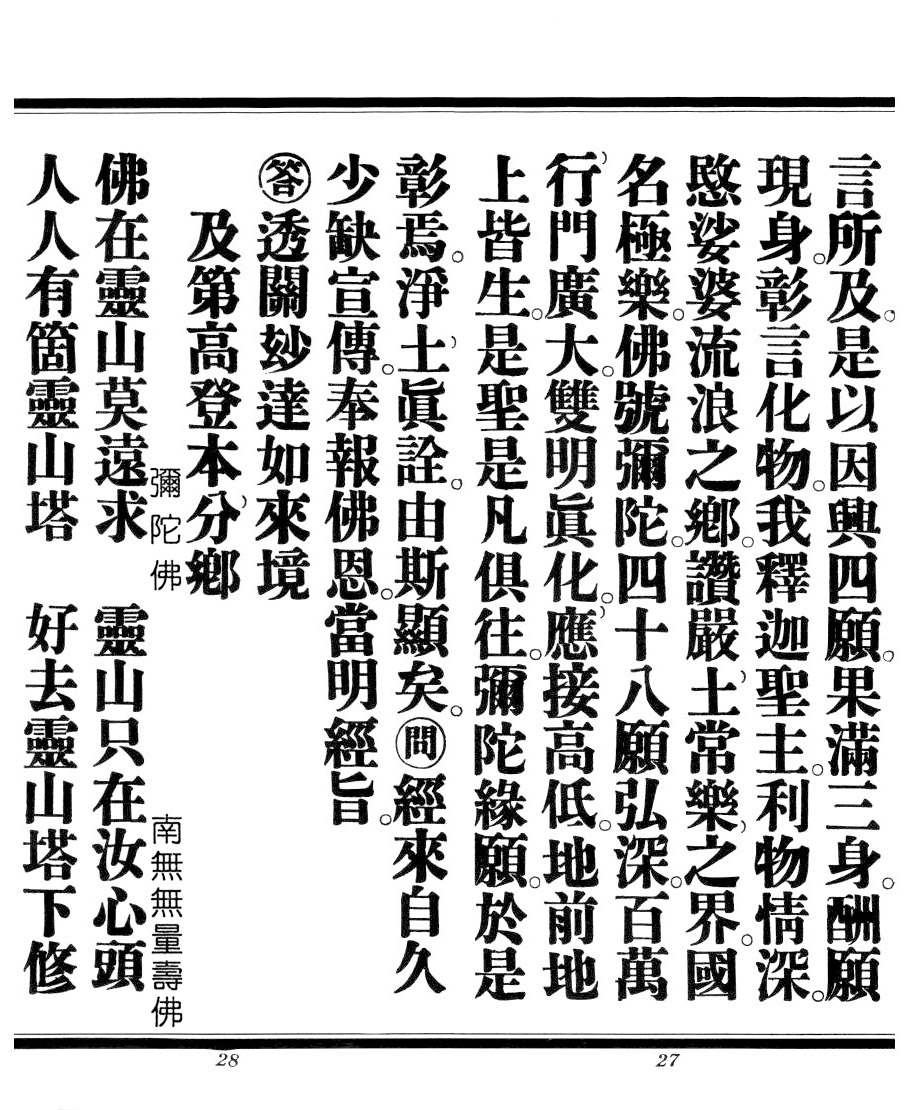 言所及。是以因興四願。果滿三身。酬願
現身。彰言化物。我釋迦聖主。利物情深。
愍娑婆流浪之鄉。讚嚴土、常樂、之界。國
名極樂。佛號彌陀。四十八願弘深。百萬
行、門廣大。雙明眞化。應、接高低。地前地
上皆生。是聖是凡俱往。彌陀緣願。於是
彰焉。淨土、眞詮。由斯顯矣。問經來自久
少缺宣傳。奉報佛恩。當明經旨。
答透關妙達如來境
及第高登本分、鄉
彌陀佛 南無無量壽佛
佛在靈山莫遠求 靈山只在汝心頭
人人有箇靈山塔 好去靈山塔下修
27
28